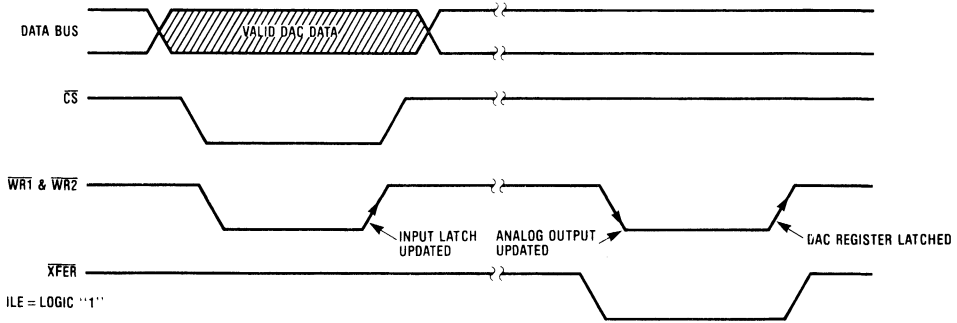 DATA BUS
VALID DAC DATA
CS
WR1 & WR2
INPUT LATCH
UPDATED
ANALOG OUTPUT
UPDATED
DAC REGISTER LATCHED
XFER
ILE = LOGIC ''1''